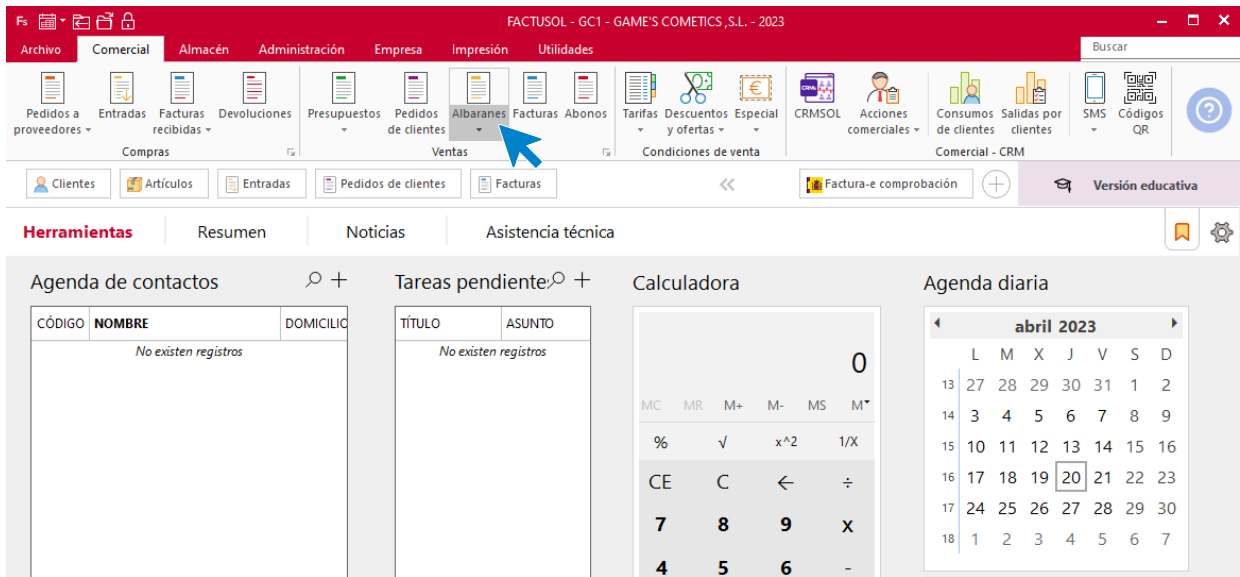 Fs FACTUSOL - GC1 - GAME'S COMETICS ,S.L. - 2023
Archivo Comercial Almacén Administración Empresa Impresión Utilidades Buscar
Pedidos a proveedores Entradas Facturas recibidas Devoluciones Presupuestos Pedidos de clientes Albaranes Facturas Abonos Tarifas Descuentos y ofertas Especial CRMSOL Acciones comerciales Consumos de clientes Salidas por clientes SMS Códigos QR
Compras Ventas Condiciones de venta Comercial - CRM
Clientes Artículos Entradas Pedidos de clientes Facturas Factura-e comprobación Versión educativa
Herramientas Resumen Noticias Asistencia técnica
Agenda de contactos
CÓDIGO NOMBRE DOMICILIO
No existen registros
Tareas pendiente
TÍTULO ASUNTO
No existen registros
Calculadora
0
MC MR M+ M- MS M
% √ x^2 1/X
CE C ← ÷
7 8 9 x
4 5 6 -
Agenda diaria
abril 2023
L M X J V S D
13 27 28 29 30 31 1 2
14 3 4 5 6 7 8 9
15 10 11 12 13 14 15 16
16 17 18 19 20 21 22 23
17 24 25 26 27 28 29 30
18 1 2 3 4 5 6 7